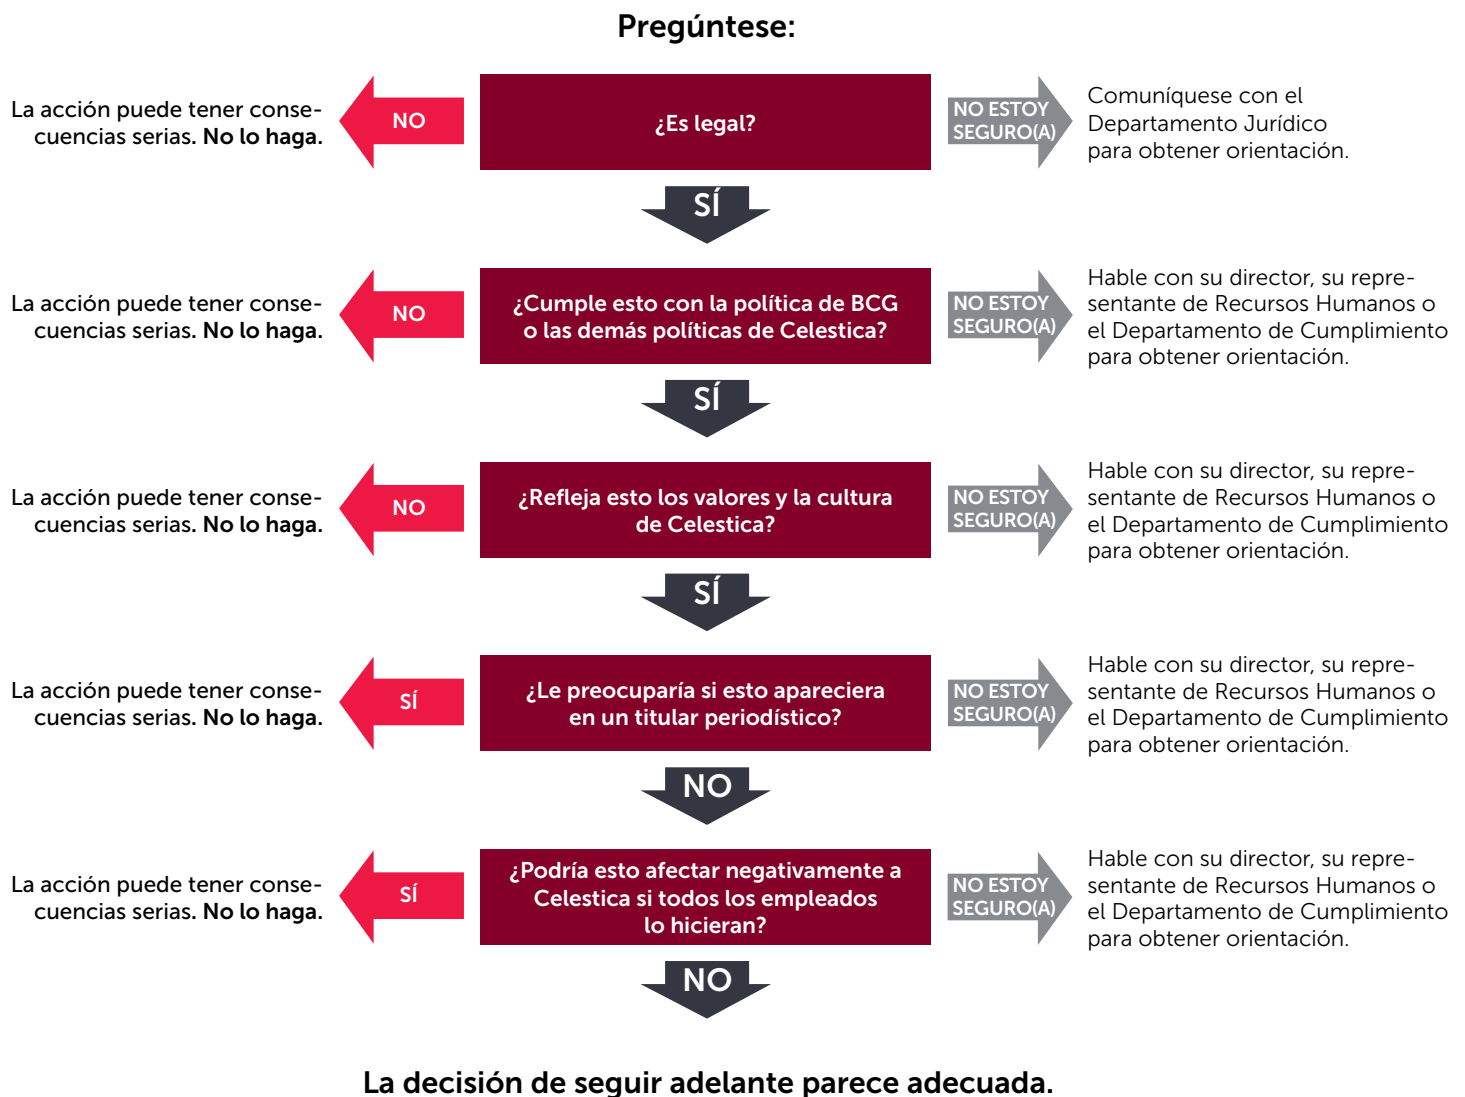 Pregúntese:
La acción puede tener conse-
cuencias serias. No lo haga.
NO
¿Es legal?
NO ESTOY
SEGURO(A)
Comuníquese con el
Departamento Jurídico
para obtener orientación.
SÍ
La acción puede tener conse-
cuencias serias. No lo haga.
NO
¿Cumple esto con la política de BCG
o las demás políticas de Celestica?
NO ESTOY
SEGURO(A)
Hable con su director, su repre-
sentante de Recursos Humanos o
el Departamento de Cumplimiento
para obtener orientación.
SÍ
La acción puede tener conse-
cuencias serias. No lo haga.
NO
¿Refleja esto los valores y la cultura
de Celestica?
NO ESTOY
SEGURO(A)
Hable con su director, su repre-
sentante de Recursos Humanos o
el Departamento de Cumplimiento
para obtener orientación.
SÍ
La acción puede tener conse-
cuencias serias. No lo haga.
SÍ
¿Le preocuparía si esto apareciera
en un titular periodístico?
NO ESTOY
SEGURO(A)
Hable con su director, su repre-
sentante de Recursos Humanos o
el Departamento de Cumplimiento
para obtener orientación.
NO
La acción puede tener conse-
cuencias serias. No lo haga.
SÍ
¿Podría esto afectar negativamente a
Celestica si todos los empleados
lo hicieran?
NO ESTOY
SEGURO(A)
Hable con su director, su repre-
sentante de Recursos Humanos o
el Departamento de Cumplimiento
para obtener orientación.
NO
La decisión de seguir adelante parece adecuada.